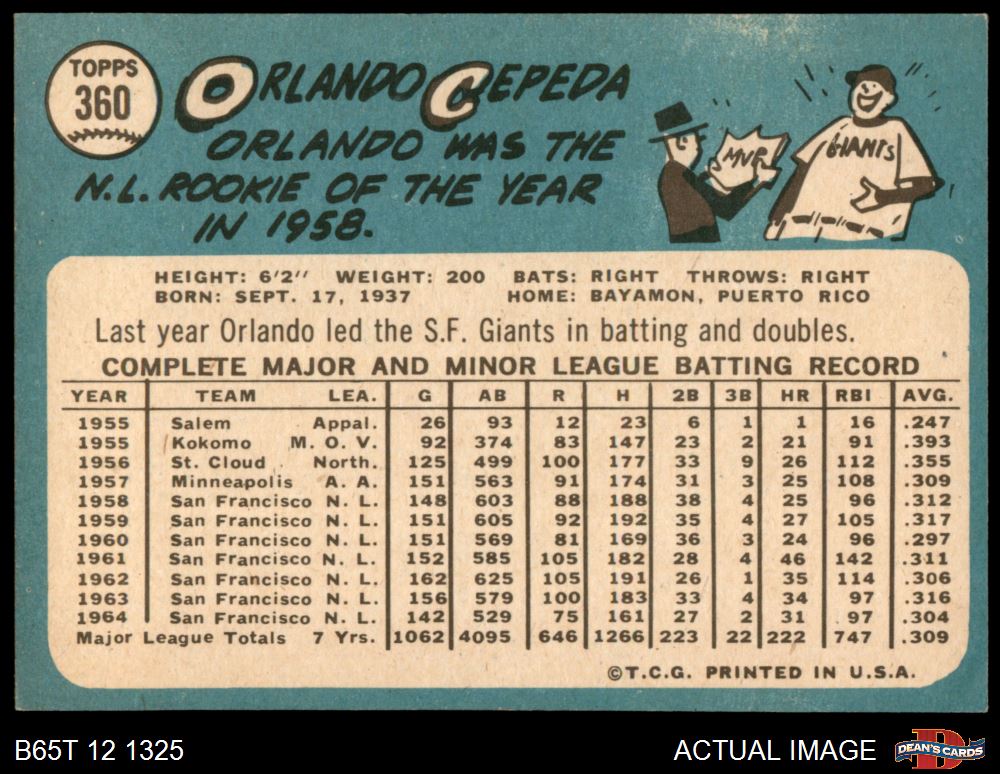 TOPPS
360
ORLANDO CEPEDA
ORLANDO WAS THE
N.L. ROOKIE OF THE YEAR
IN 1958.
MVP
GIANTS
HEIGHT: 6'2" WEIGHT: 200 BATS: RIGHT THROWS: RIGHT
BORN: SEPT. 17, 1937 HOME: BAYAMON, PUERTO RICO
Last year Orlando led the S.F. Giants in batting and doubles.
COMPLETE MAJOR AND MINOR LEAGUE BATTING RECORD
YEAR TEAM LEA. G AB R H 2B 3B HR RBI AVG.
1955 Salem Appal. 26 93 12 23 6 1 1 16 .247
1955 Kokomo M. O. V. 92 374 83 147 23 2 21 91 .393
1956 St. Cloud North. 125 499 100 177 33 9 26 112 .355
1957 Minneapolis A. A. 151 563 91 174 31 3 25 108 .309
1958 San Francisco N. L. 148 603 88 188 38 4 25 96 .312
1959 San Francisco N. L. 151 605 92 192 35 4 27 105 .317
1960 San Francisco N. L. 151 569 81 169 36 3 24 96 .297
1961 San Francisco N. L. 152 585 105 182 28 4 46 142 .311
1962 San Francisco N. L. 162 625 105 191 26 1 35 114 .306
1963 San Francisco N. L. 156 579 100 183 33 4 34 97 .316
1964 San Francisco N. L. 142 529 75 161 27 2 31 97 .304
Major League Totals 7 Yrs. 1062 4095 646 1266 223 22 222 747 .309
©T.C.G. PRINTED IN U.S.A.
B65T 12 1325 ACTUAL IMAGE
DEAN'S CARDS